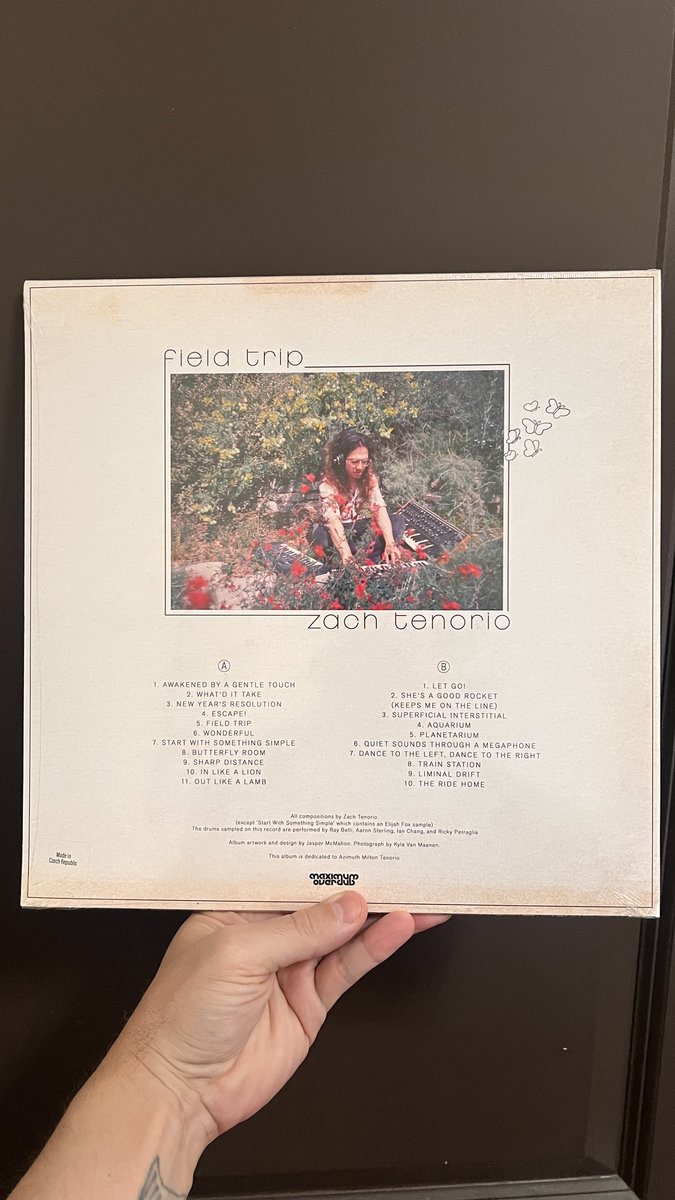 field trip
zach tenorio
A
1. AWAKENED BY A GENTLE TOUCH
2. WHAT'D IT TAKE
3. NEW YEAR'S RESOLUTION
4. ESCAPE!
5. FIELD TRIP
6. WONDERFUL
7. START WITH SOMETHING SIMPLE
8. BUTTERFLY ROOM
9. SHARP DISTANCE
10. IN LIKE A LION
11. OUT LIKE A LAMB
B
1. LET GO!
2. SHE'S A GOOD ROCKET
(KEEPS ME ON THE LINE)
3. SUPERFICIAL INTERSTITIAL
4. AQUARIUM
5. PLANETARIUM
6. QUIET SOUNDS THROUGH A MEGAPHONE
7. DANCE TO THE LEFT, DANCE TO THE RIGHT
8. TRAIN STATION
9. LIMINAL DRIFT
10. THE RIDE HOME
All compositions by Zach Tenorio
(except 'Start With Something Simple' which contains an Elijah Fox sample)
The drums sampled on this record are performed by Ray Belli, Aaron Sterling, Ian Chang, and Ricky Petraglia
Album artwork and design by Jasper McMahon. Photograph by Kyla Van Maanen.
This album is dedicated to Azimuth Milton Tenorio
Made in
Czech Republic
maximum
overdub